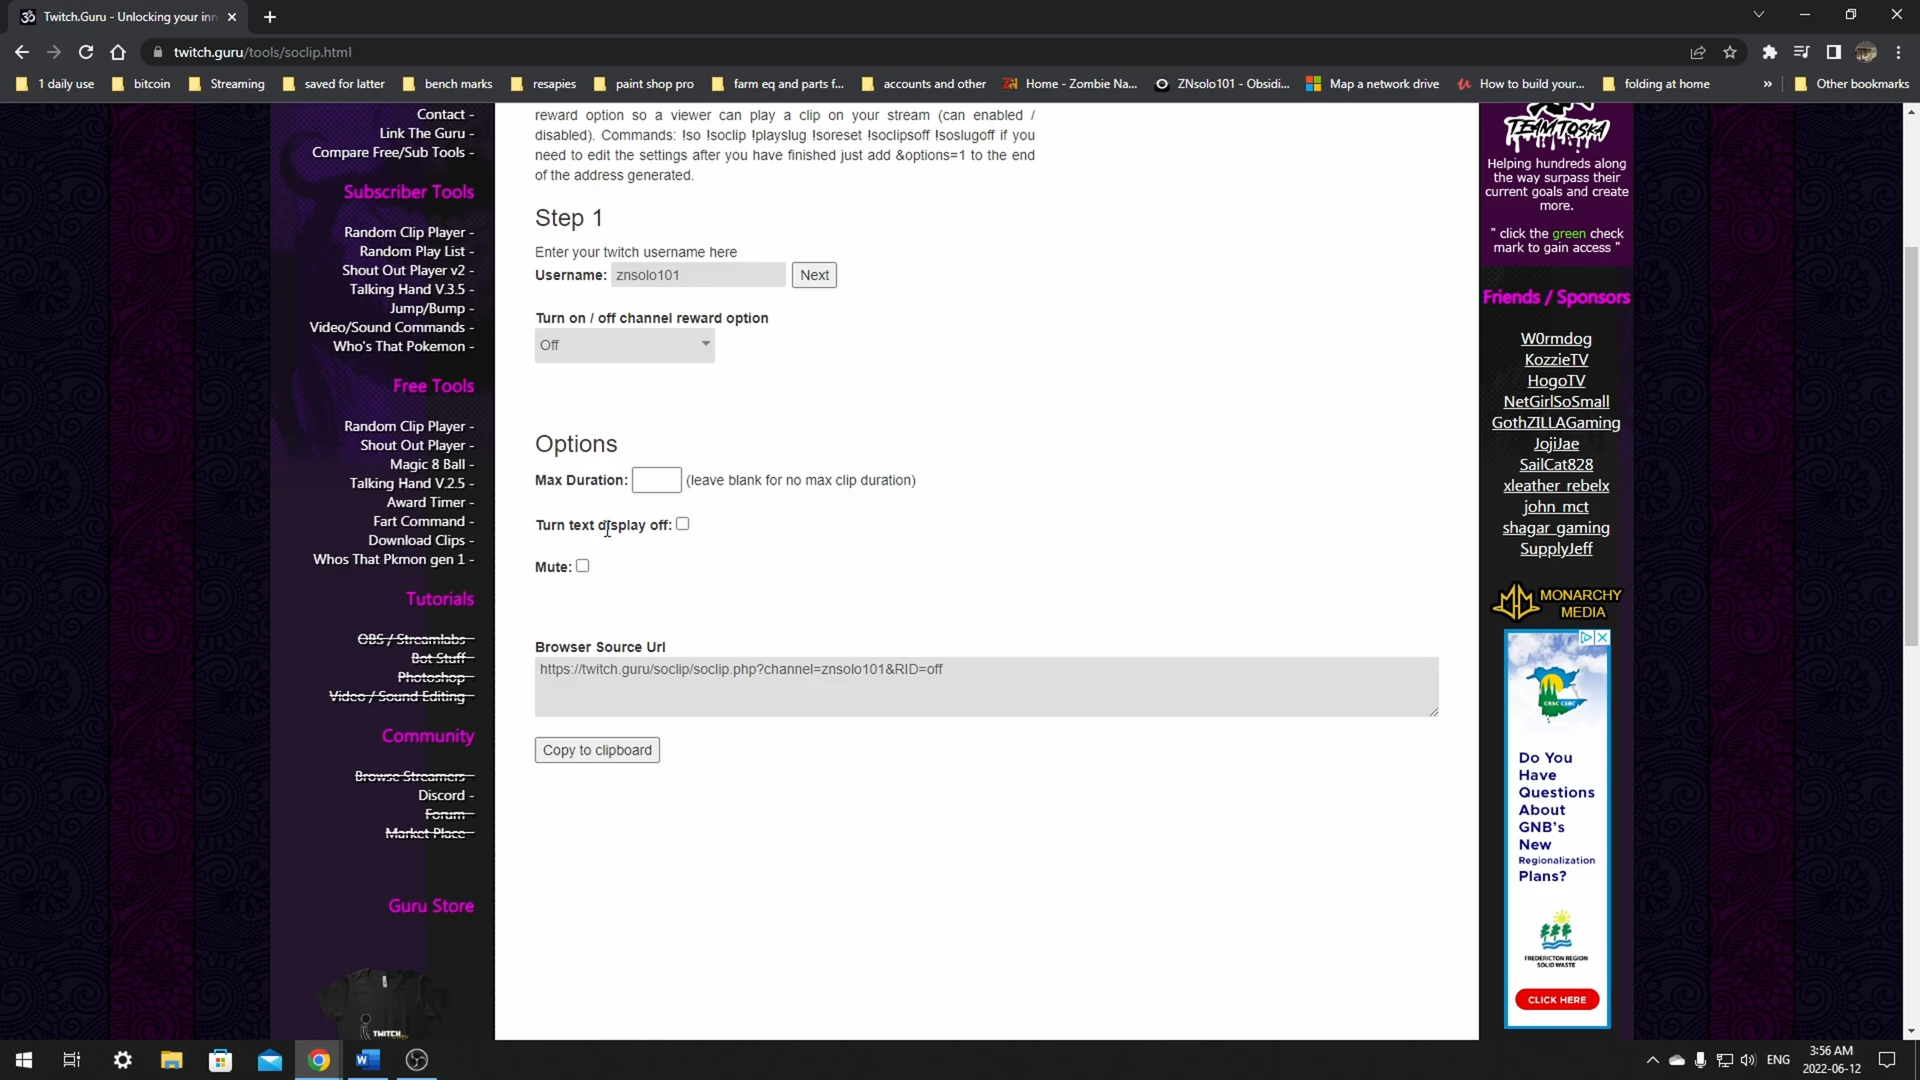 Twitch.Guru - Unlocking your inn
twitch.guru/tools/soclip.html
1 daily use
bitcoin
Streaming
saved for latter
bench marks
resapies
paint shop pro
farm eq and parts f...
accounts and other
Home - Zombie Na...
ZNsolo101 - Obsidi...
Map a network drive
How to build your...
folding at home
»
Other bookmarks
Contact -
Link The Guru -
Compare Free/Sub Tools -
Subscriber Tools
Random Clip Player -
Random Play List -
Shout Out Player v2 -
Talking Hand V.3.5 -
Jump/Bump -
Video/Sound Commands -
Who's That Pokemon -
Free Tools
Random Clip Player -
Shout Out Player -
Magic 8 Ball -
Talking Hand V.2.5 -
Award Timer -
Fart Command -
Download Clips -
Whos That Pkmon gen 1 -
Tutorials
OBS / Streamlabs
Bot Stuff
Photoshop
Video / Sound Editing
Community
Browse Streamers
Discord -
Forum
Market Place
Guru Store
TWITCH
reward option so a viewer can play a clip on your stream (can enabled /
disabled). Commands: !so !soclip !playslug !soreset !soclipsoff !soslugoff if you
need to edit the settings after you have finished just add &options=1 to the end
of the address generated.
Step 1
Enter your twitch username here
Username: znsolo101 Next
Turn on / off channel reward option
Off
Options
Max Duration: (leave blank for no max clip duration)
Turn text display off:
Mute:
Browser Source Url
https://twitch.guru/soclip/soclip.php?channel=znsolo101&RID=off
Copy to clipboard
TEAM TOSKA
Helping hundreds along
the way surpass their
current goals and create
more.
" click the green check
mark to gain access "
Friends / Sponsors
W0rmdog
KozzieTV
HogoTV
NetGirlSoSmall
GothZILLAGaming
JojiJae
SailCat828
xleather_rebelx
john_mct
shagar_gaming
SupplyJeff
MONARCHY
MEDIA
CRSC CSRC
Do You
Have
Questions
About
GNB's
New
Regionalization
Plans?
FREDERICTON REGION
SOLID WASTE
CLICK HERE
ENG
3:56 AM
2022-06-12